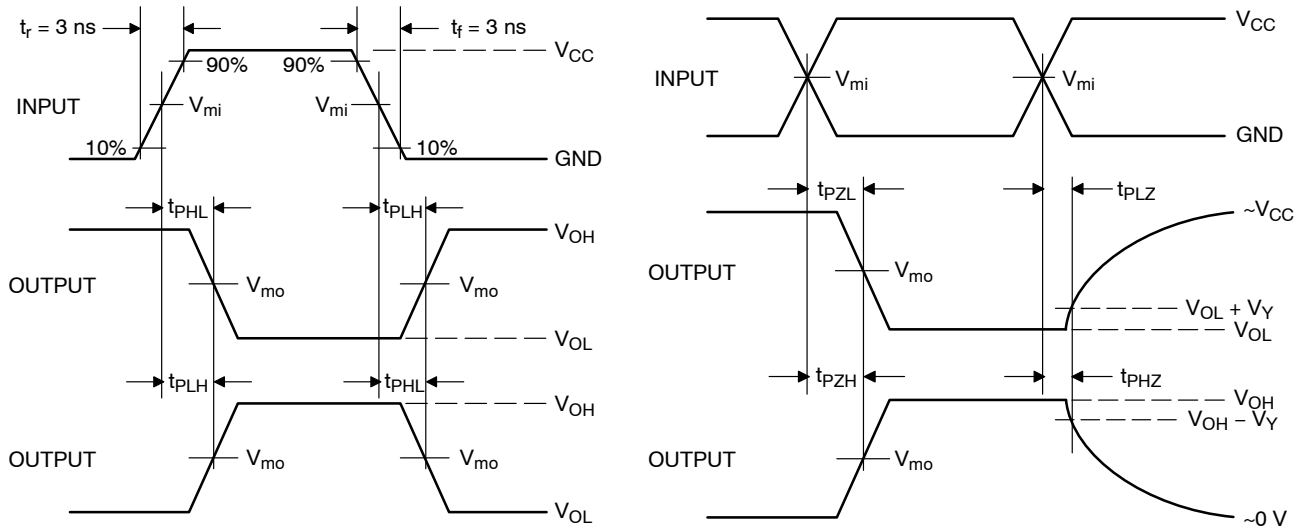 t_r = 3 ns
t_f = 3 ns
V_CC
90%
90%
INPUT
V_mi
V_mi
10%
10%
GND
t_PHL
t_PLH
V_OH
OUTPUT
V_mo
V_mo
V_OL
t_PLH
t_PHL
V_OH
OUTPUT
V_mo
V_mo
V_OL
V_CC
INPUT
V_mi
V_mi
GND
t_PZL
t_PLZ
~V_CC
OUTPUT
V_mo
V_OL + V_Y
V_OL
t_PZH
t_PHZ
V_OH
V_OH – V_Y
OUTPUT
V_mo
~0 V